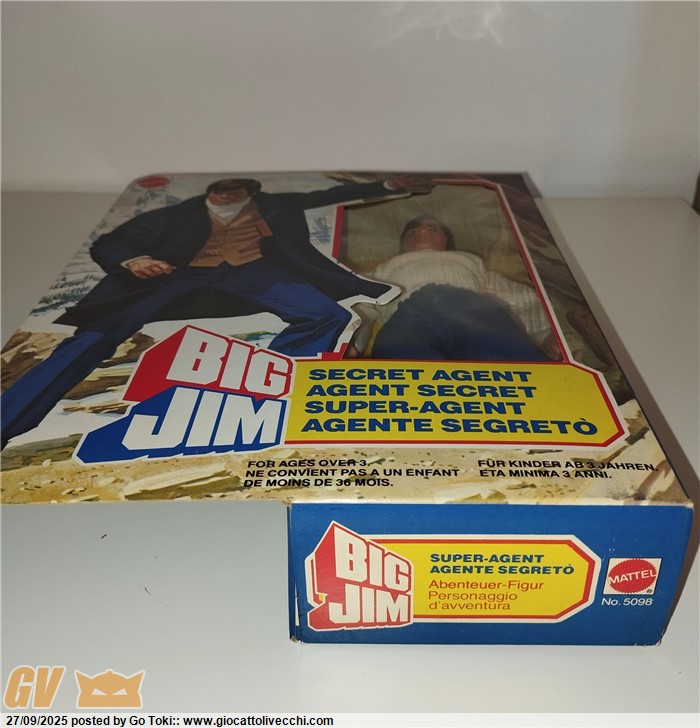 BIG
JIM
SECRET AGENT
AGENT SECRET
SUPER-AGENT
AGENTE SEGRETÒ
FOR AGES OVER 3.
NE CONVIENT PAS A UN ENFANT
DE MOINS DE 36 MOIS.
FÜR KINDER AB 3 JAHREN
ETA MINIMA 3 ANNI.
BIG
JIM
SUPER-AGENT
AGENTE SEGRETÒ
Abenteuer-Figur
Personaggio
d'avventura
MATTEL
No. 5098
GV
27/09/2025 posted by Go Toki:: www.giocattolivecchi.com